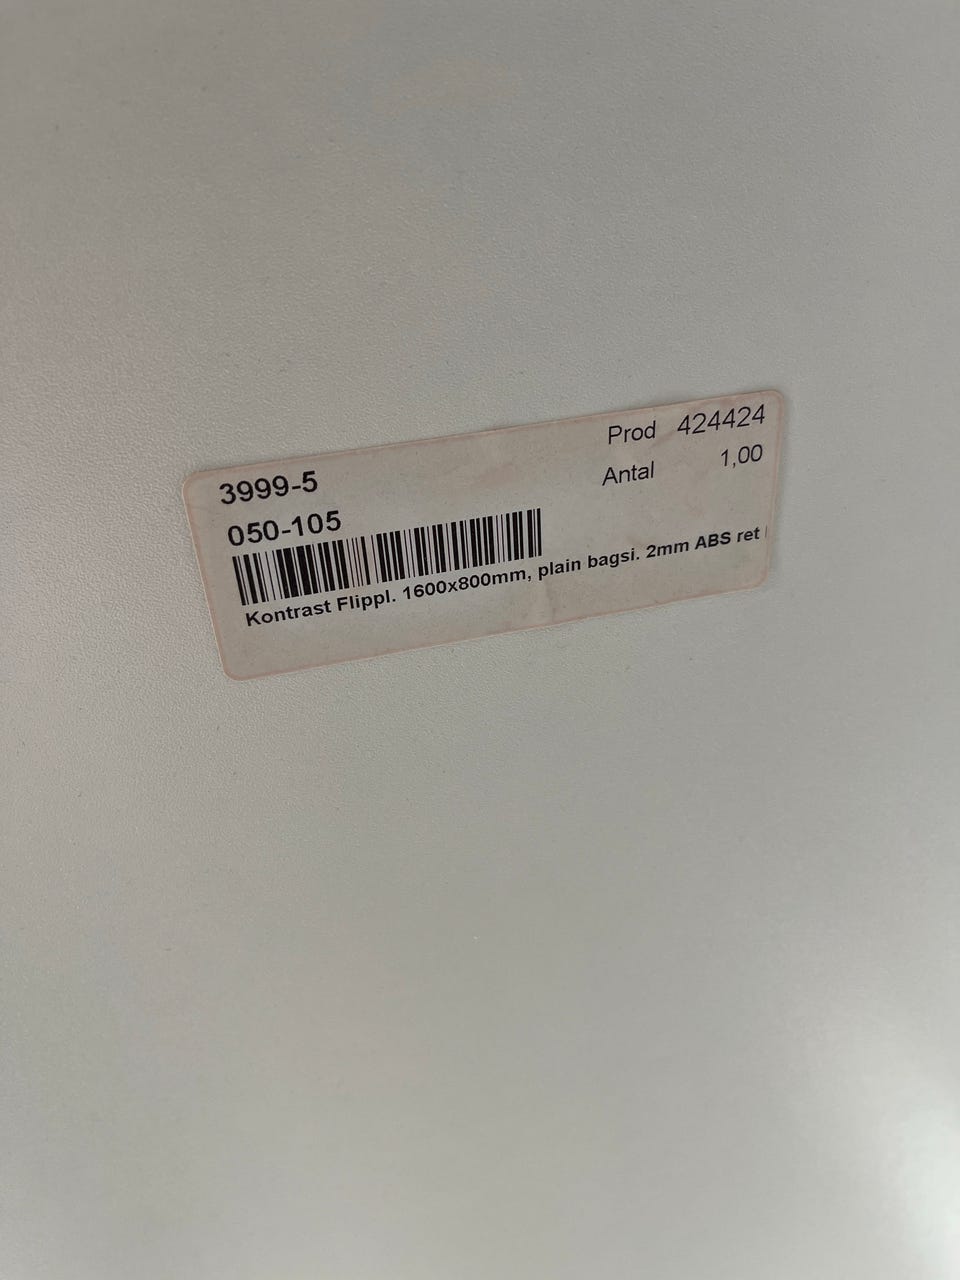 3999-5
Prod 424424
Antal 1,00
050-105
Kontrast Flippl. 1600x800mm, plain bagsi. 2mm ABS ret